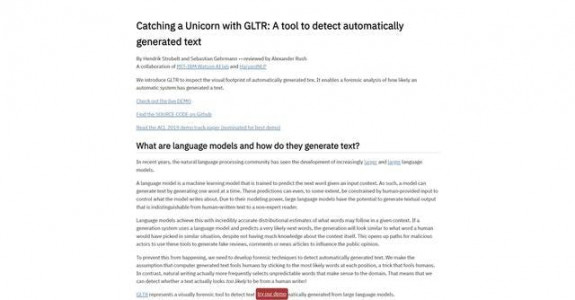 Catching a Unicorn with GLTR: A tool to detect automatically
generated text
By Hendrik Strobelt and Sebastian Gehrmann -- reviewed by Alexander Rush
A collaboration of MIT-IBM Watson AI lab and HarvardNLP
We introduce GLTR to inspect the visual footprint of automatically generated text. It enables a forensic analysis of how likely an
automatic system has generated a text.
Check out the live DEMO
Find the SOURCE CODE on Github
Read the ACL 2019 demo track paper (nominated for best demo)
What are language models and how do they generate text?
In recent years, the natural language processing community has seen the development of increasingly larger and larger language
models.
A language model is a machine learning model that is trained to predict the next word given an input context. As such, a model can
generate text by generating one word at a time. These predictions can even, to some extent, be constrained by human-provided input to
control what the model writes about. Due to their modeling power, large language models have the potential to generate textual output
that is indistinguishable from human-written text to a non-expert reader.
Language models achieve this with incredibly accurate distributional estimates of what words may follow in a given context. If a
generation system uses a language model and predicts a very likely next words, the generation will look similar to what word a human
would have picked in similar situation, despite not having much knowledge about the context itself. This opens up paths for malicious
actors to use these tools to generate fake reviews, comments or news articles to influence the public opinion.
To prevent this from happening, we need to develop forensic techniques to detect automatically generated text. We make the
assumption that computer generated text fools humans by sticking to the most likely words at each position, a trick that fools humans.
In contrast, natural writing actually more frequently selects unpredictable words that make sense to the domain. That means that we
can detect whether a text actually looks too likely to be from a human writer!
GLTR represents a visually forensic tool to detect text try our demo matically generated from large language models.